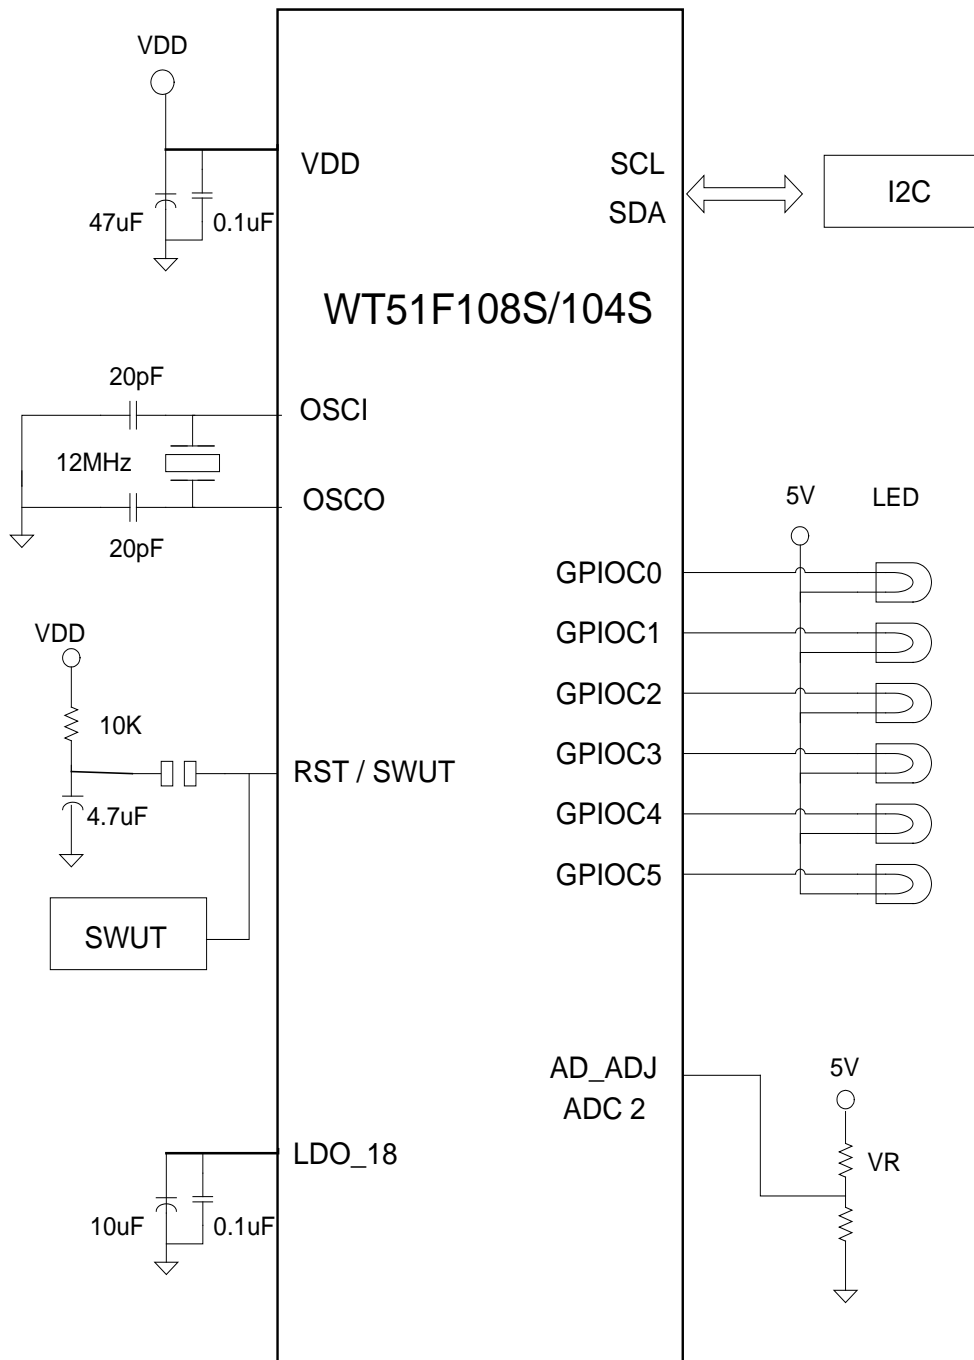 VDD
VDD
47uF
0.1uF
SCL
SDA
I2C
WT51F108S/104S
20pF
OSCI
12MHz
OSCO
20pF
5V
LED
GPIOC0
GPIOC1
GPIOC2
GPIOC3
GPIOC4
GPIOC5
VDD
10K
4.7uF
RST / SWUT
SWUT
AD_ADJ
ADC 2
5V
VR
LDO_18
10uF
0.1uF